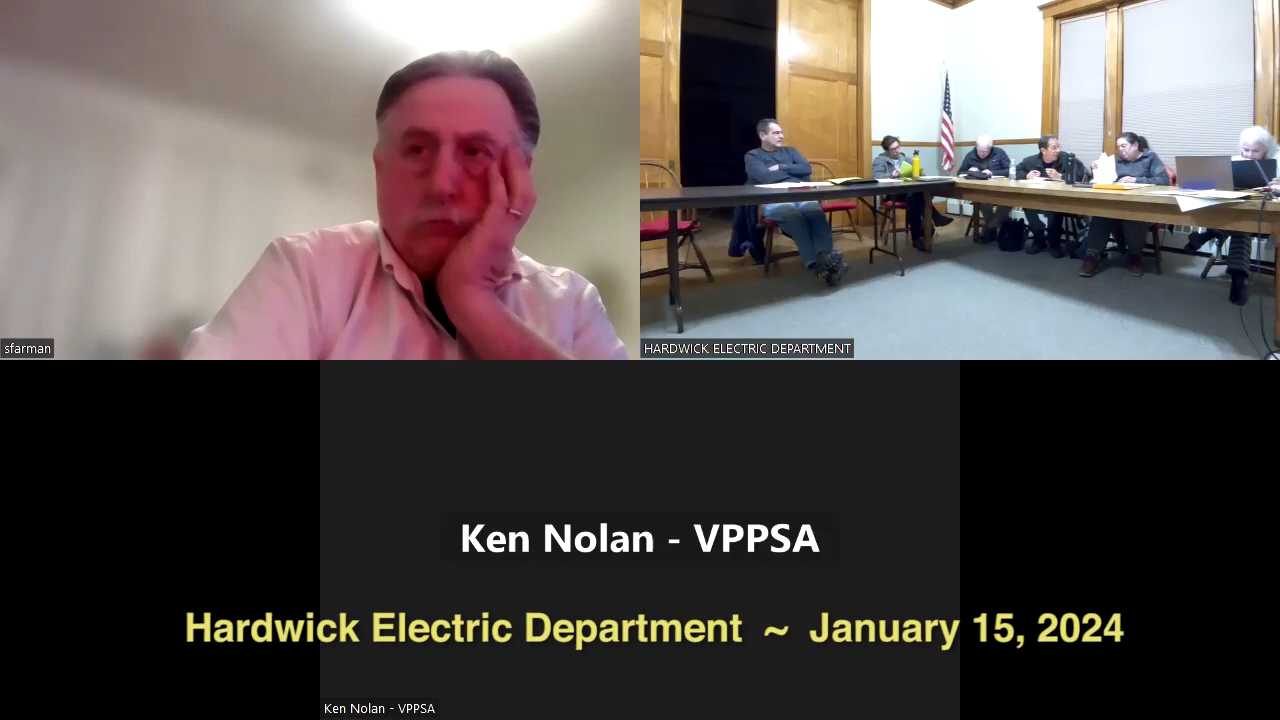 sfarman
HARDWICK ELECTRIC DEPARTMENT
Ken Nolan - VPPSA
Hardwick Electric Department ~ January 15, 2024
Ken Nolan - VPPSA